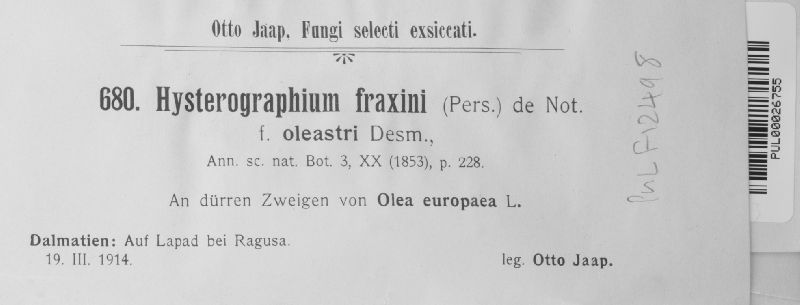 Otto Jaap, Fungi selecti exsiccati.
680. Hysterographium fraxini (Pers.) de Not.
f. oleastri Desm.,
Ann. sc. nat. Bot. 3, XX (1853), p. 228.
An dürren Zweigen von Olea europaea L.
Dalmatien: Auf Lapad bei Ragusa.
19. III. 1914.
leg. Otto Jaap.
PUL F12498
PUL00026755